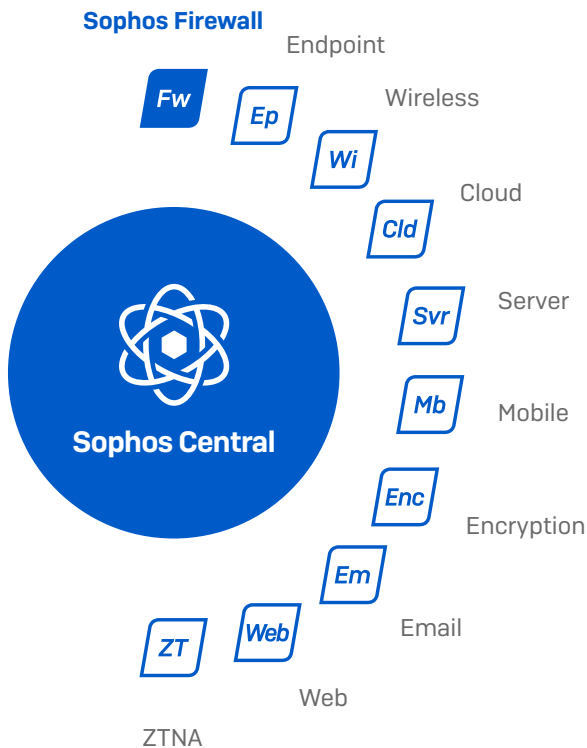 Sophos Firewall
Endpoint
Fw
Ep
Wireless
Wi
Cloud
Cld
Server
Svr
Sophos Central
Mb
Mobile
Enc
Encryption
Em
Email
Web
ZT
Web
ZTNA